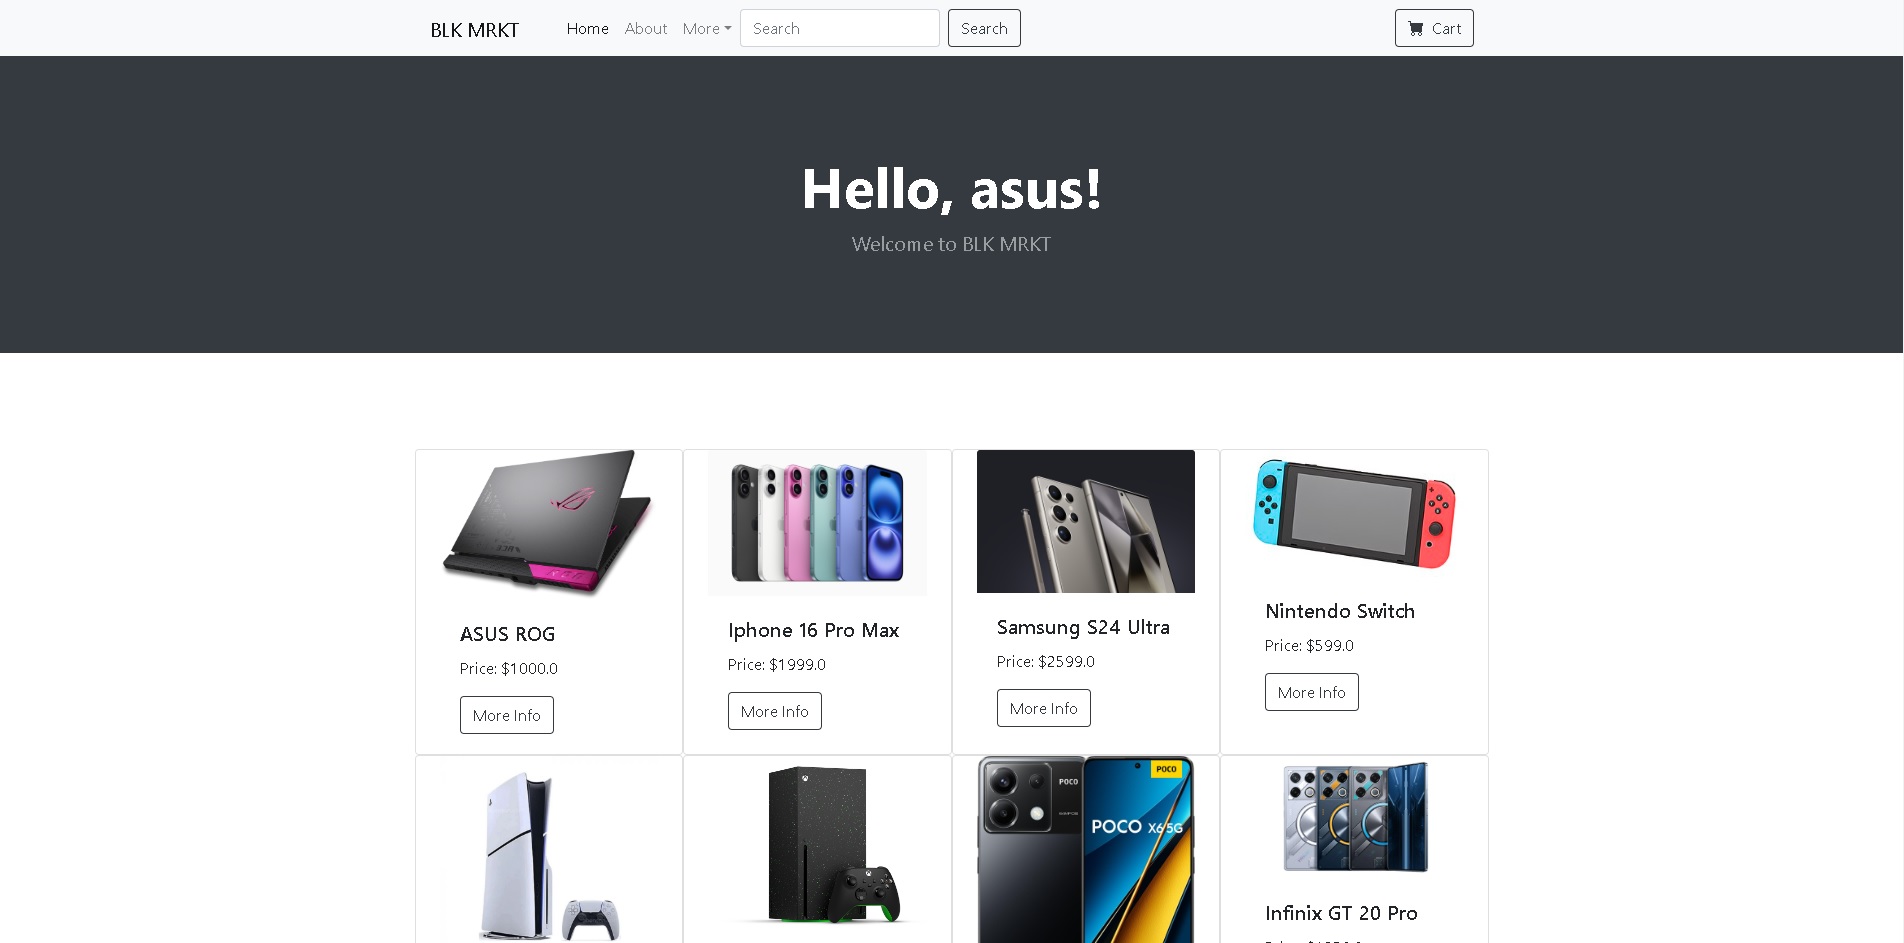 BLK MRKT Home About More Search Search Cart
Hello, asus!
Welcome to BLK MRKT
ASUS ROG
Price: $1000.0
More Info
Iphone 16 Pro Max
Price: $1999.0
More Info
Samsung S24 Ultra
Price: $2599.0
More Info
Nintendo Switch
Price: $599.0
More Info
POCO
POCO
POCO X6 5G
Infinix GT 20 Pro